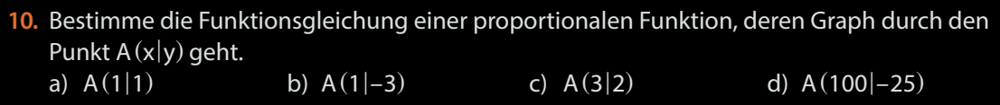 10. Bestimme die Funktionsgleichung einer proportionalen Funktion, deren Graph durch den
Punkt A(x|y) geht.
a) A(1|1) b) A(1|−3) c) A(3|2) d) A(100|−25)